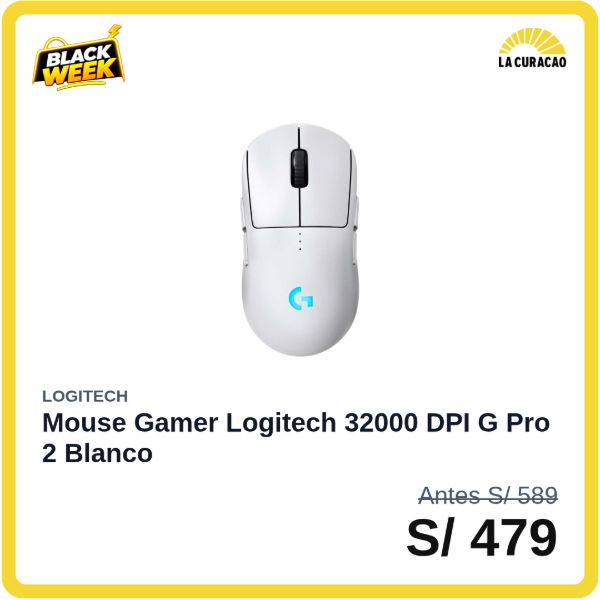 BLACK
WEEK
LA CURACAO
LOGITECH
Mouse Gamer Logitech 32000 DPI G Pro
2 Blanco
Antes S/ 589
S/ 479